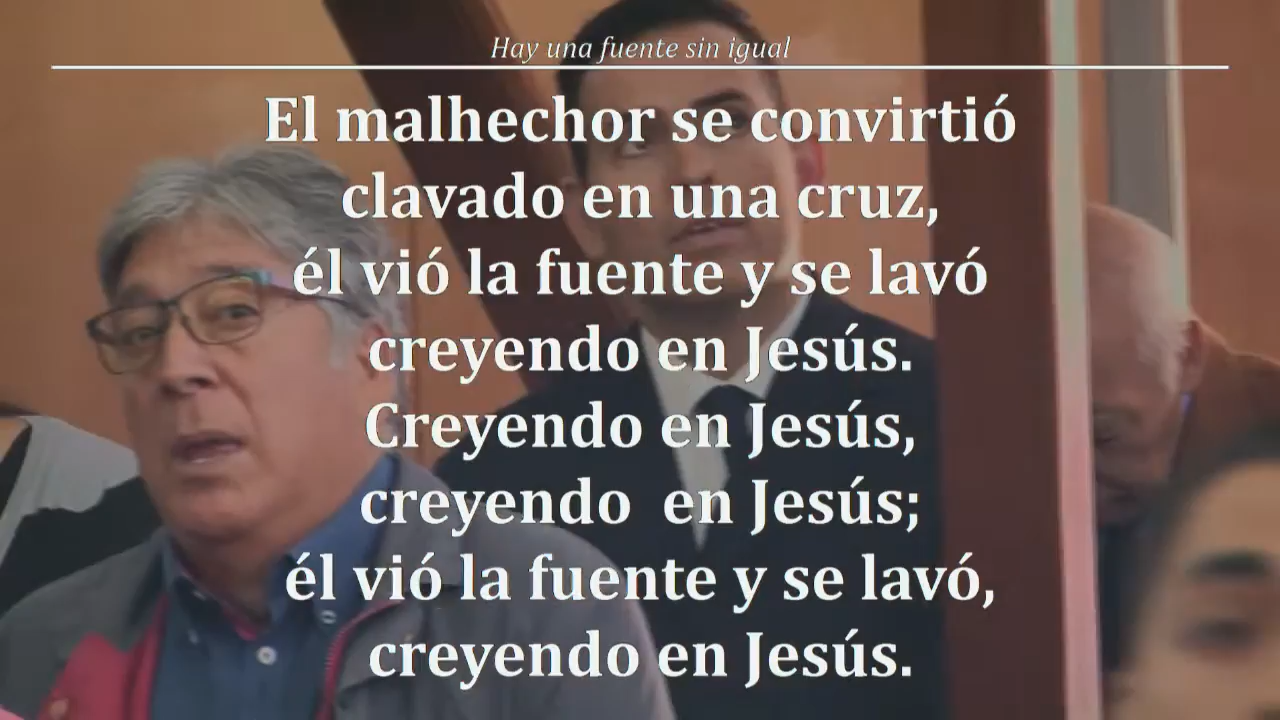 Hay una fuente sin igual
El malhechor se convirtió
clavado en una cruz,
él vió la fuente y se lavó
creyendo en Jesús.
Creyendo en Jesús,
creyendo  en Jesús;
él vió la fuente y se lavó,
creyendo en Jesús.